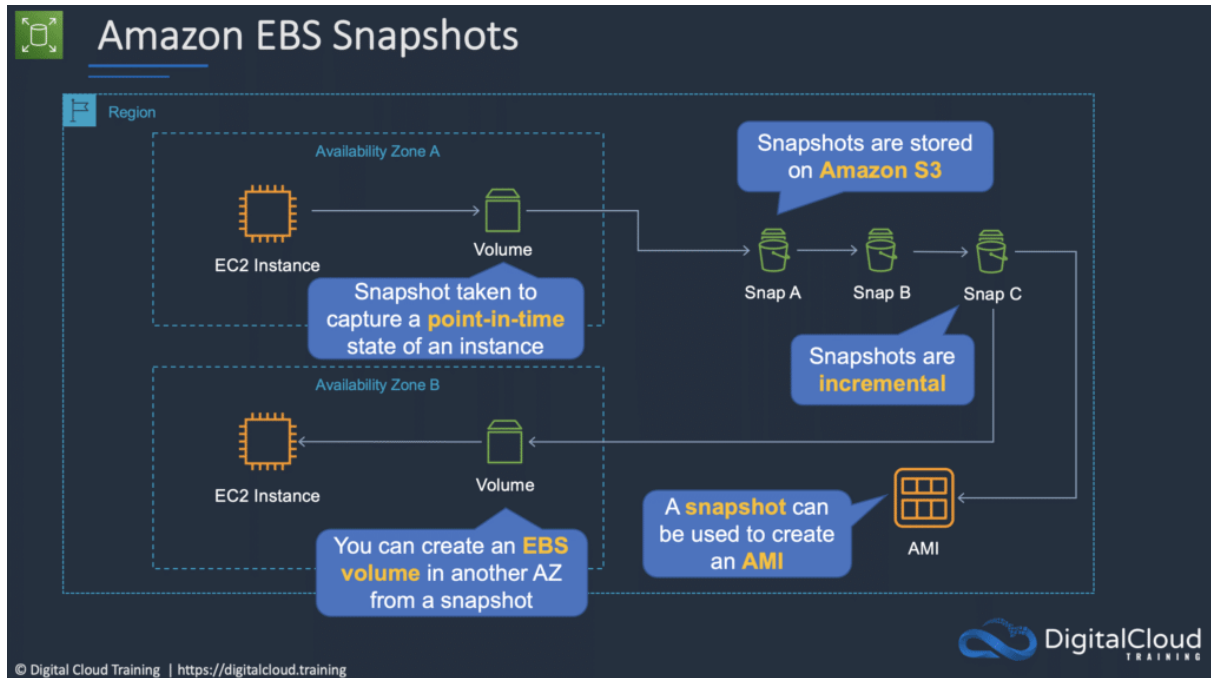 Amazon EBS Snapshots
Region
Availability Zone A
EC2 Instance
Volume
Snapshot taken to
capture a point-in-time
state of an instance
Snapshots are stored
on Amazon S3
Snap A
Snap B
Snap C
Snapshots are
incremental
Availability Zone B
EC2 Instance
Volume
You can create an EBS
volume in another AZ
from a snapshot
A snapshot can
be used to create
an AMI
AMI
DigitalCloud
TRAINING
© Digital Cloud Training | https://digitalcloud.training